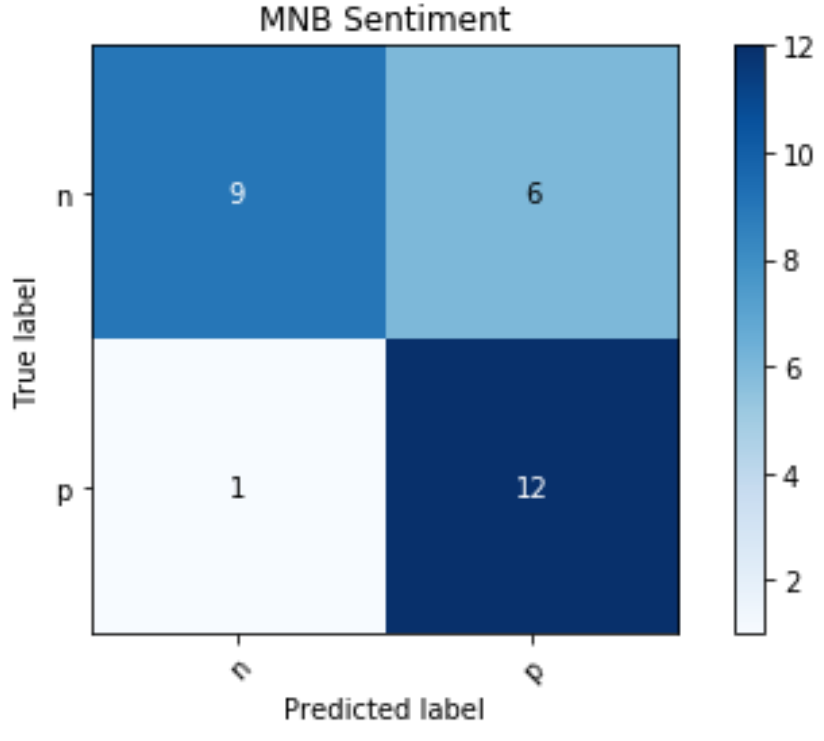 MNB Sentiment
True label
n
9
6
p
1
12
n
p
Predicted label
12
10
8
6
4
2